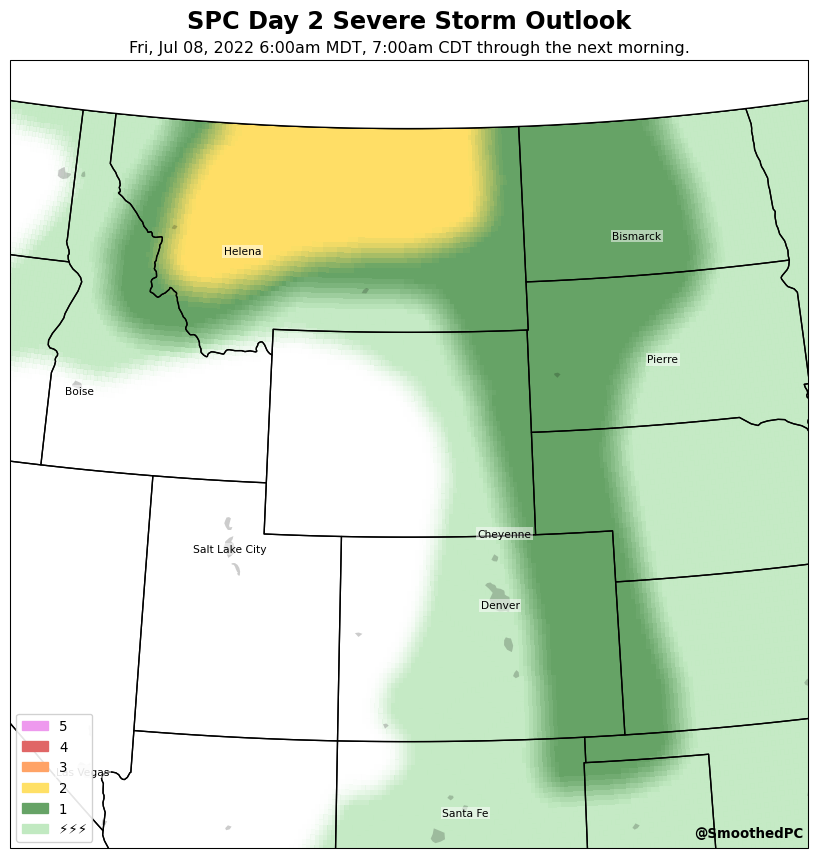 SPC Day 2 Severe Storm Outlook
Fri, Jul 08, 2022 6:00am MDT, 7:00am CDT through the next morning.
Helena
Bismarck
Pierre
Boise
Cheyenne
Salt Lake City
Denver
5
4
3
2
Las Vegas
1
Santa Fe
⚡⚡⚡
@SmoothedPC